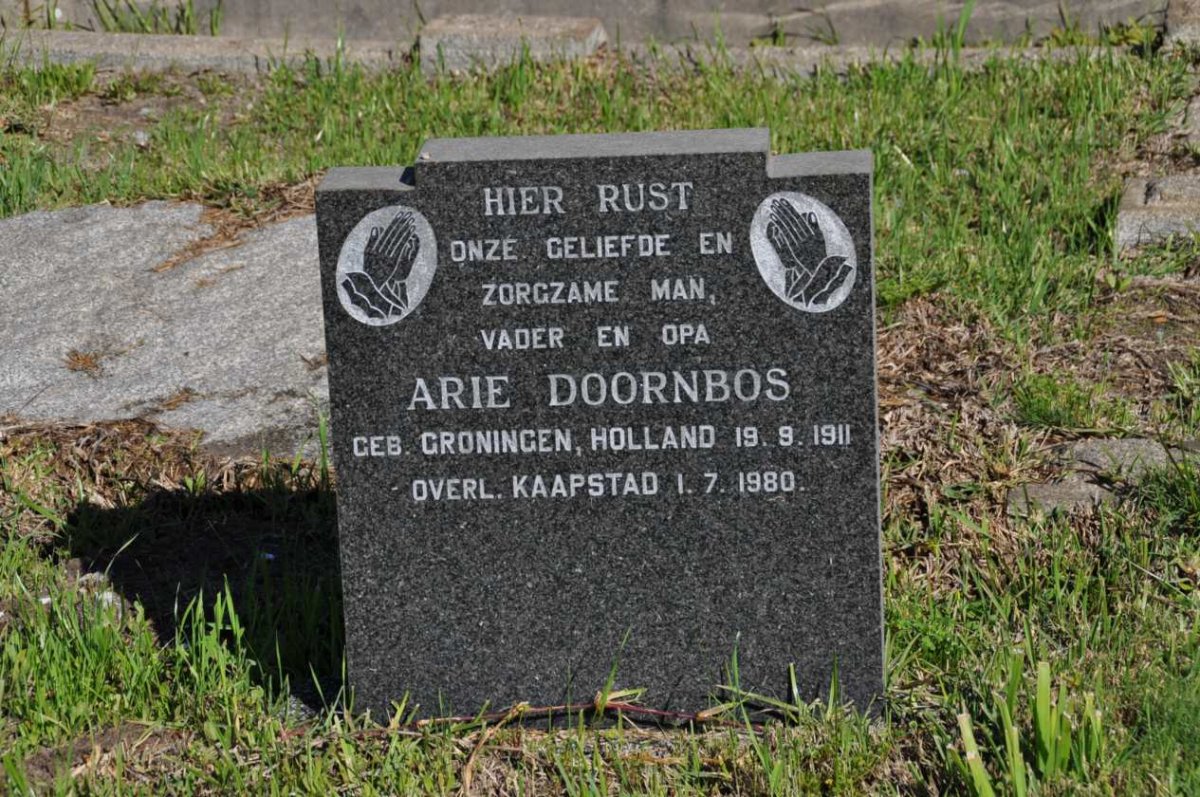 HIER RUST
ONZE GELIEFDE EN
ZORGZAME MAN,
VADER EN OPA
ARIE DOORNBOS
GEB. GRONINGEN, HOLLAND 19.9.1911
OVERL. KAAPSTAD 1.7.1980.